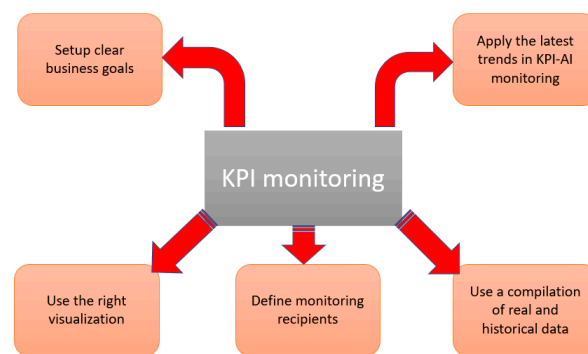 Setup clear
business goals
Apply the latest
trends in KPI-AI
monitoring
KPI monitoring
Use the right
visualization
Define monitoring
recipients
Use a compilation
of real and
historical data